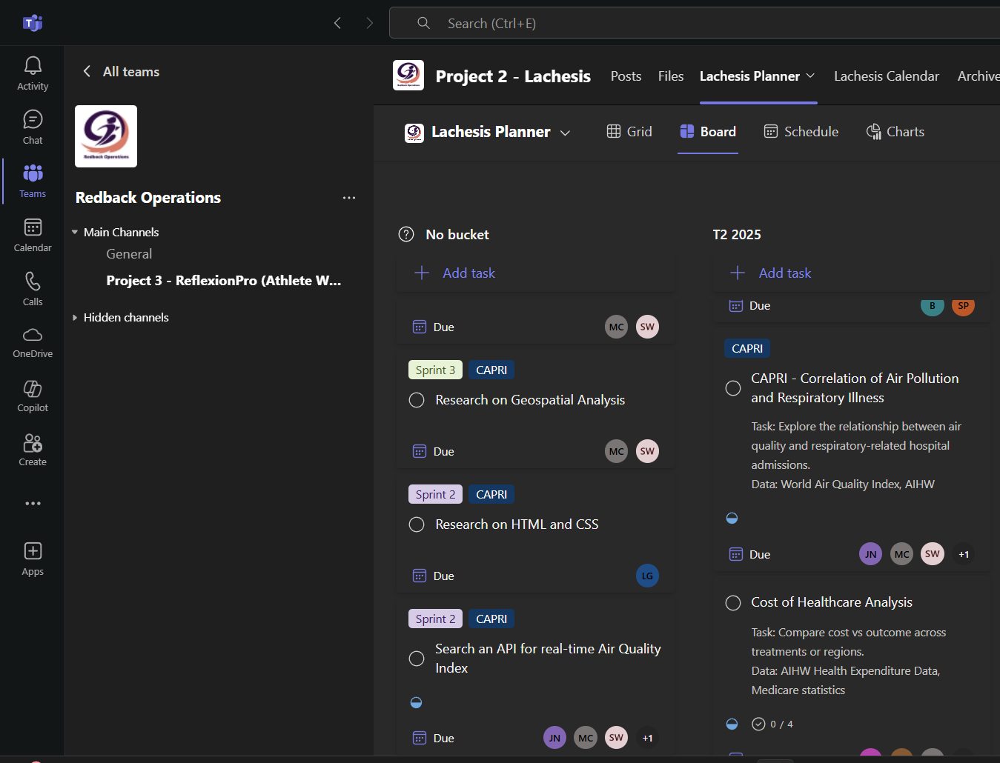 Search (Ctrl+E)
Activity
Chat
Teams
Calendar
Calls
OneDrive
Copilot
Create
Apps
All teams
Redback Operations
Redback Operations
Main Channels
General
Project 3 - ReflexionPro (Athlete W...
Hidden channels
Project 2 - Lachesis
Posts
Files
Lachesis Planner
Lachesis Calendar
Archive
Lachesis Planner
Grid
Board
Schedule
Charts
No bucket
Add task
Due
MC SW
Sprint 3 CAPRI
Research on Geospatial Analysis
Due
MC SW
Sprint 2 CAPRI
Research on HTML and CSS
Due
LG
Sprint 2 CAPRI
Search an API for real-time Air Quality
Index
Due
JN MC SW +1
T2 2025
Add task
Due
B SP
CAPRI
CAPRI - Correlation of Air Pollution
and Respiratory Illness
Task: Explore the relationship between air
quality and respiratory-related hospital
admissions.
Data: World Air Quality Index, AIHW
Due
JN MC SW +1
Cost of Healthcare Analysis
Task: Compare cost vs outcome across
treatments or regions.
Data: AIHW Health Expenditure Data,
Medicare statistics
0 / 4